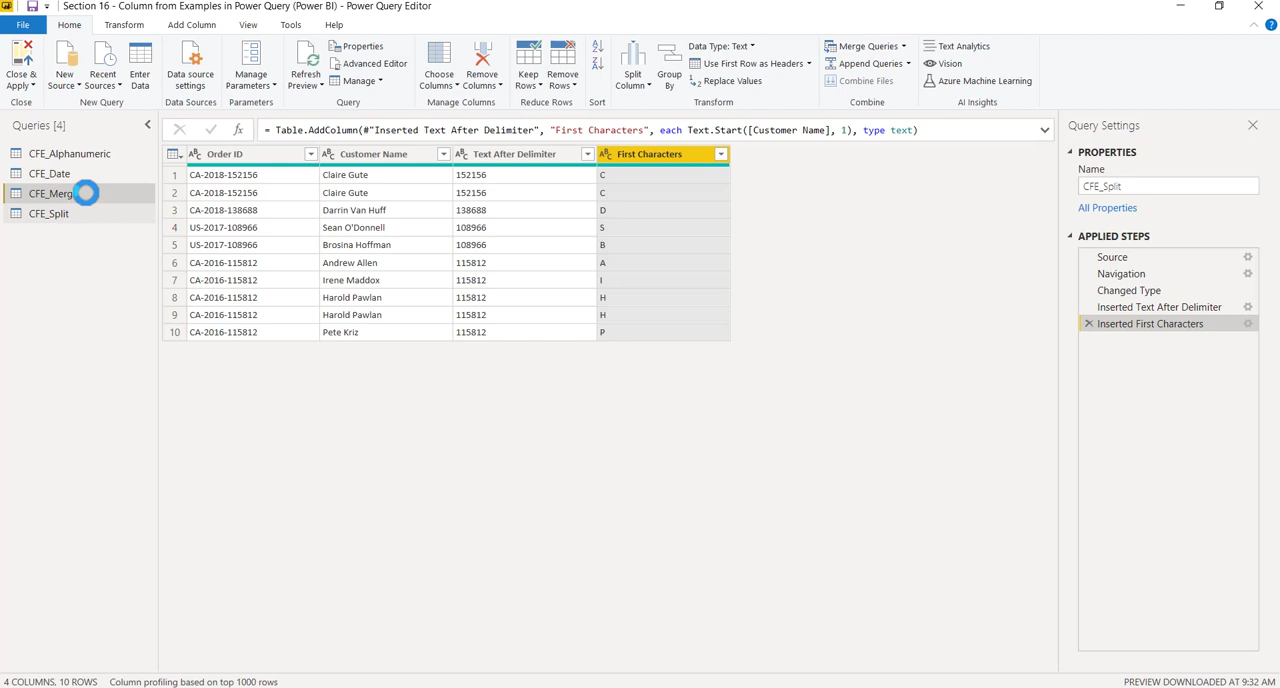 Section 16 - Column from Examples in Power Query (Power BI) - Power Query Editor
File Home Transform Add Column View Tools Help
Close & Apply
Close
New Source
Recent Sources
Enter Data
New Query
Data source settings
Data Sources
Manage Parameters
Parameters
Refresh Preview
Properties
Advanced Editor
Manage
Query
Choose Columns
Remove Columns
Manage Columns
Keep Rows
Remove Rows
Reduce Rows
Sort
Split Column
Group By
Data Type: Text
Use First Row as Headers
Replace Values
Transform
Merge Queries
Append Queries
Combine Files
Combine
Text Analytics
Vision
Azure Machine Learning
AI Insights
Queries [4]
CFE_Alphanumeric
CFE_Date
CFE_Merg
CFE_Split
= Table.AddColumn(#"Inserted Text After Delimiter", "First Characters", each Text.Start([Customer Name], 1), type text)
Order ID Customer Name Text After Delimiter First Characters
1 CA-2018-152156 Claire Gute 152156 C
2 CA-2018-152156 Claire Gute 152156 C
3 CA-2018-138688 Darrin Van Huff 138688 D
4 US-2017-108966 Sean O'Donnell 108966 S
5 US-2017-108966 Brosina Hoffman 108966 B
6 CA-2016-115812 Andrew Allen 115812 A
7 CA-2016-115812 Irene Maddox 115812 I
8 CA-2016-115812 Harold Pawlan 115812 H
9 CA-2016-115812 Harold Pawlan 115812 H
10 CA-2016-115812 Pete Kriz 115812 P
Query Settings
PROPERTIES
Name
CFE_Split
All Properties
APPLIED STEPS
Source
Navigation
Changed Type
Inserted Text After Delimiter
Inserted First Characters
4 COLUMNS, 10 ROWS Column profiling based on top 1000 rows PREVIEW DOWNLOADED AT 9:32 AM